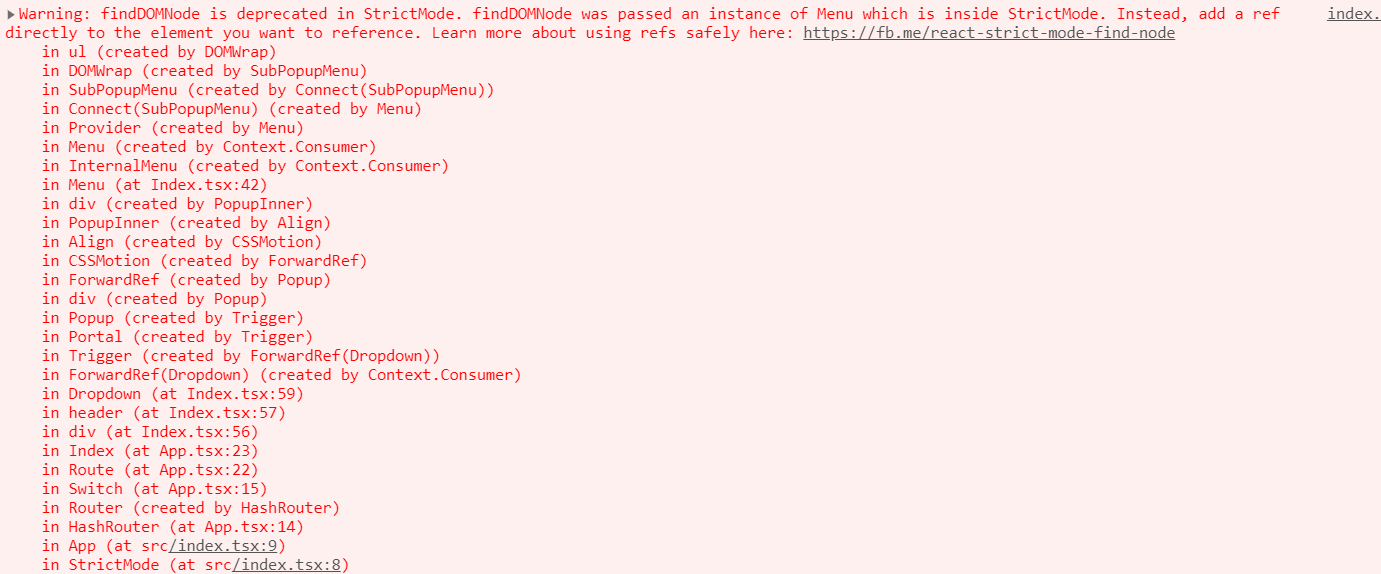 ▶Warning: findDOMNode is deprecated in StrictMode. findDOMNode was passed an instance of Menu which is inside StrictMode. Instead, add a ref index.
directly to the element you want to reference. Learn more about using refs safely here: https://fb.me/react-strict-mode-find-node
in ul (created by DOMWrap)
in DOMWrap (created by SubPopupMenu)
in SubPopupMenu (created by Connect(SubPopupMenu))
in Connect(SubPopupMenu) (created by Menu)
in Provider (created by Menu)
in Menu (created by Context.Consumer)
in InternalMenu (created by Context.Consumer)
in Menu (at Index.tsx:42)
in div (created by PopupInner)
in PopupInner (created by Align)
in Align (created by CSSMotion)
in CSSMotion (created by ForwardRef)
in ForwardRef (created by Popup)
in div (created by Popup)
in Popup (created by Trigger)
in Portal (created by Trigger)
in Trigger (created by ForwardRef(Dropdown))
in ForwardRef(Dropdown) (created by Context.Consumer)
in Dropdown (at Index.tsx:59)
in header (at Index.tsx:57)
in div (at Index.tsx:56)
in Index (at App.tsx:23)
in Route (at App.tsx:22)
in Switch (at App.tsx:15)
in Router (created by HashRouter)
in HashRouter (at App.tsx:14)
in App (at src/index.tsx:9)
in StrictMode (at src/index.tsx:8)